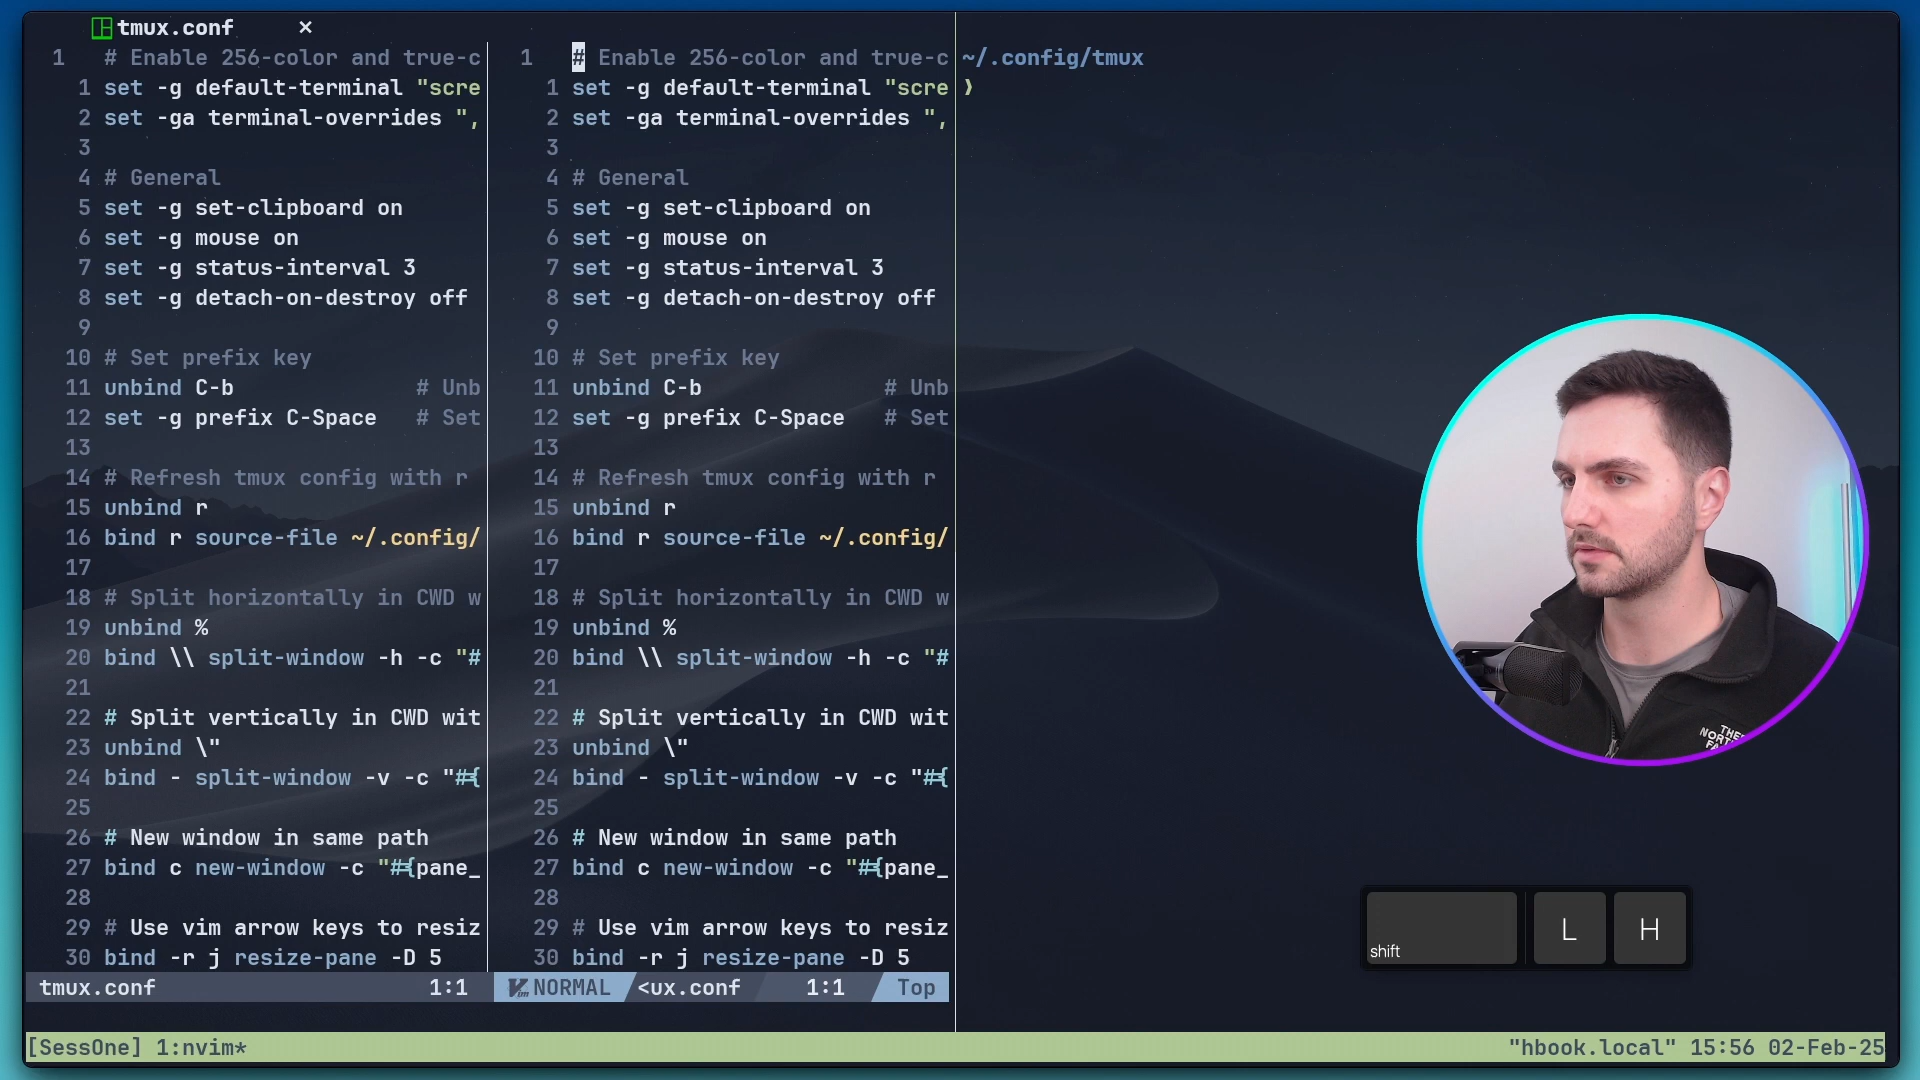 tmux.conf ×
1 # Enable 256-color and true-c
1 set -g default-terminal "scre
2 set -ga terminal-overrides ",
3
4 # General
5 set -g set-clipboard on
6 set -g mouse on
7 set -g status-interval 3
8 set -g detach-on-destroy off
9
10 # Set prefix key
11 unbind C-b # Unb
12 set -g prefix C-Space # Set
13
14 # Refresh tmux config with r
15 unbind r
16 bind r source-file ~/.config/
17
18 # Split horizontally in CWD w
19 unbind %
20 bind \\ split-window -h -c "#
21
22 # Split vertically in CWD wit
23 unbind \"
24 bind - split-window -v -c "#{
25
26 # New window in same path
27 bind c new-window -c "#{pane_
28
29 # Use vim arrow keys to resiz
30 bind -r j resize-pane -D 5
tmux.conf 1:1
1 # Enable 256-color and true-c
1 set -g default-terminal "scre
2 set -ga terminal-overrides ",
3
4 # General
5 set -g set-clipboard on
6 set -g mouse on
7 set -g status-interval 3
8 set -g detach-on-destroy off
9
10 # Set prefix key
11 unbind C-b # Unb
12 set -g prefix C-Space # Set
13
14 # Refresh tmux config with r
15 unbind r
16 bind r source-file ~/.config/
17
18 # Split horizontally in CWD w
19 unbind %
20 bind \\ split-window -h -c "#
21
22 # Split vertically in CWD wit
23 unbind \"
24 bind - split-window -v -c "#{
25
26 # New window in same path
27 bind c new-window -c "#{pane_
28
29 # Use vim arrow keys to resiz
30 bind -r j resize-pane -D 5
NORMAL <ux.conf 1:1 Top
~/.config/tmux
❯
THE
NORTH
FA
shift L H
[SessOne] 1:nvim* "hbook.local" 15:56 02-Feb-25